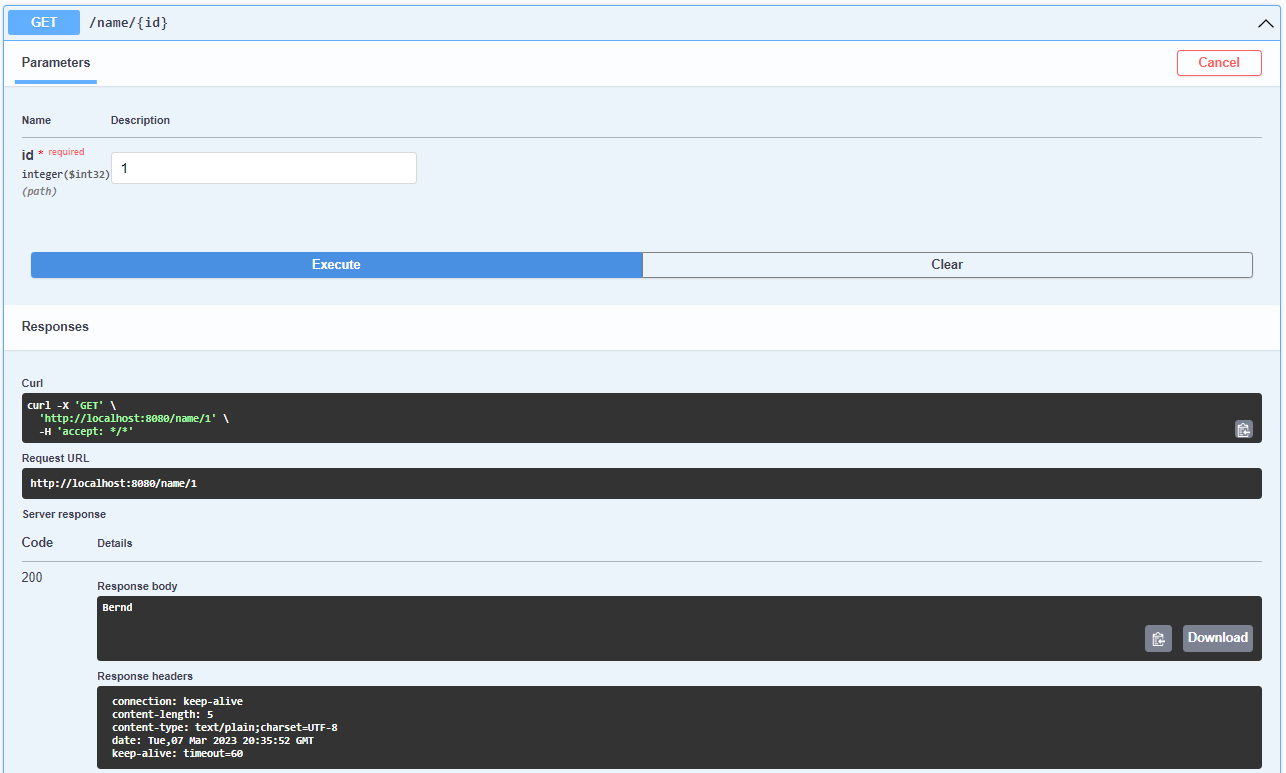 GET /name/{id}
Parameters
Cancel
Name Description
id * required
integer($int32)
(path)
1
Execute Clear
Responses
Curl
curl -X 'GET' \
'http://localhost:8080/name/1' \
-H 'accept: */*'
Request URL
http://localhost:8080/name/1
Server response
Code Details
200
Response body
Bernd
Download
Response headers
connection: keep-alive
content-length: 5
content-type: text/plain;charset=UTF-8
date: Tue,07 Mar 2023 20:35:52 GMT
keep-alive: timeout=60